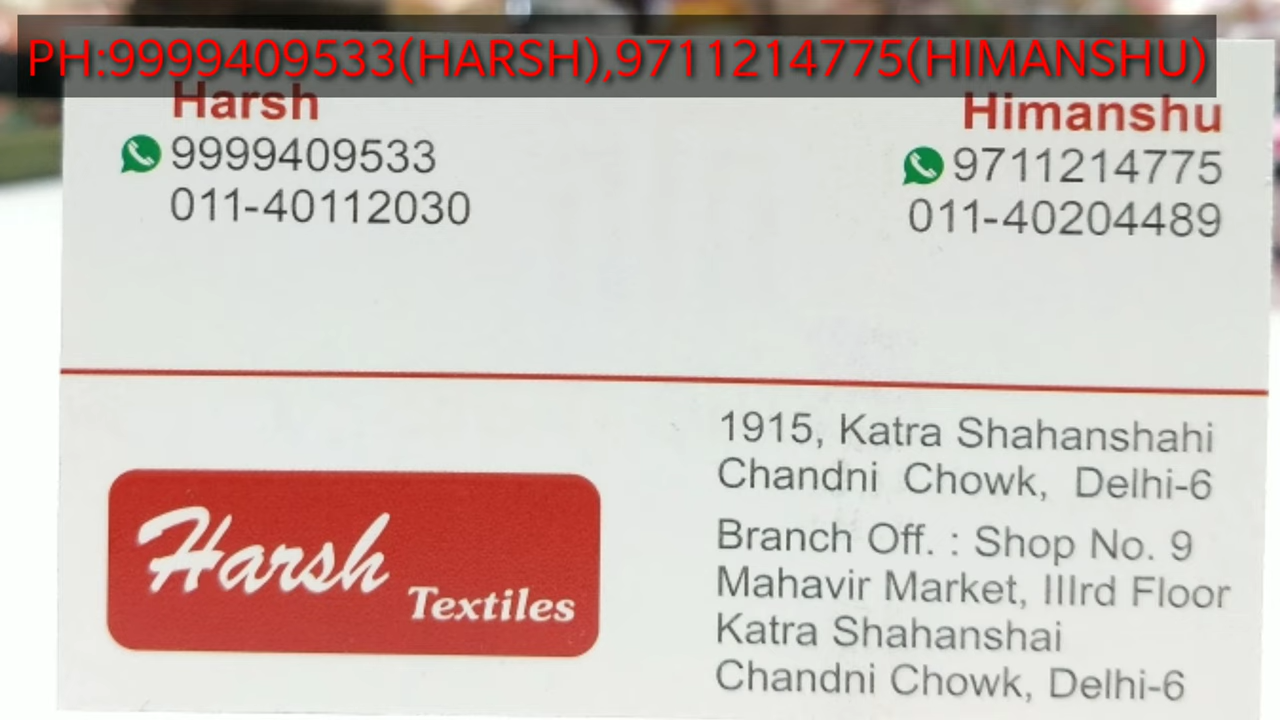 PH:9999409533(HARSH),9711214775(HIMANSHU)
Harsh
9999409533
011-40112030
Himanshu
9711214775
011-40204489
Harsh
Textiles
1915, Katra Shahanshahi
Chandni Chowk, Delhi-6
Branch Off. : Shop No. 9
Mahavir Market, IIIrd Floor
Katra Shahanshai
Chandni Chowk, Delhi-6